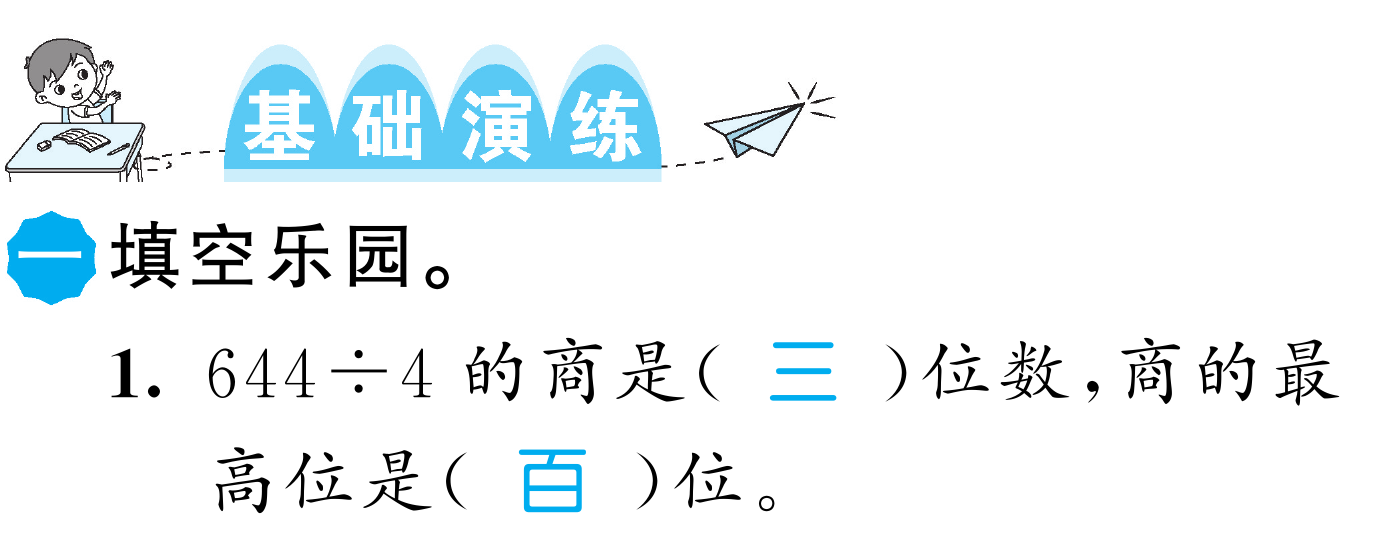 基础演练
一 填空乐园。
1. 644÷4 的商是( 三 )位数,商的最
高位是( 百 )位。